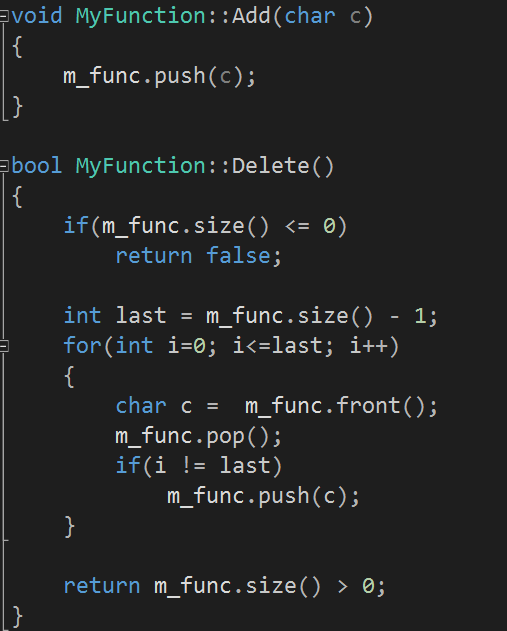 void MyFunction::Add(char c)
{
    m_func.push(c);
}

bool MyFunction::Delete()
{
    if(m_func.size() <= 0)
        return false;

    int last = m_func.size() - 1;
    for(int i=0; i<=last; i++)
    {
        char c =  m_func.front();
        m_func.pop();
        if(i != last)
            m_func.push(c);
    }

    return m_func.size() > 0;
}